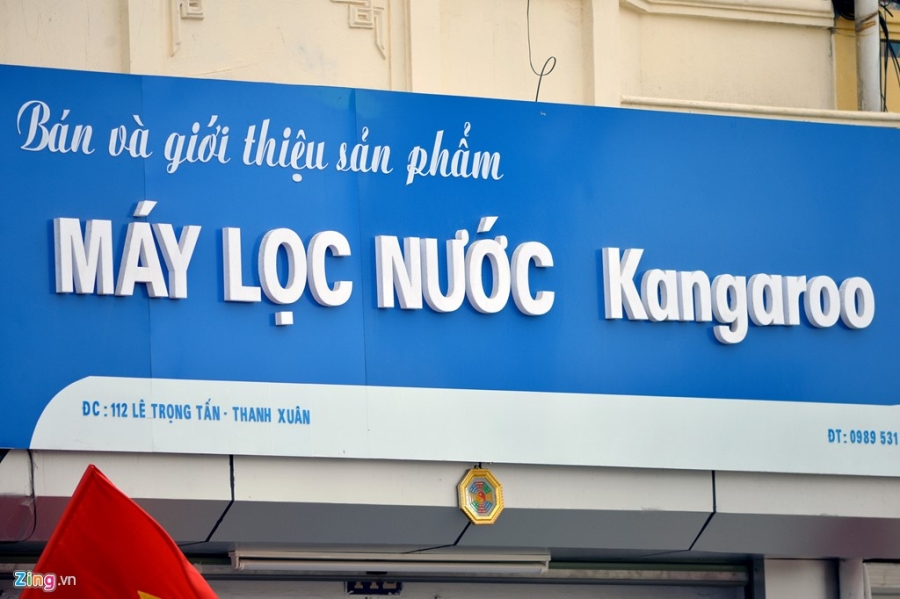 Bán và giới thiệu sản phẩm
MÁY LỌC NƯỚC Kangaroo
ĐC : 112 LÊ TRỌNG TẤN - THANH XUÂN
ĐT: 0989 531
Zing.vn